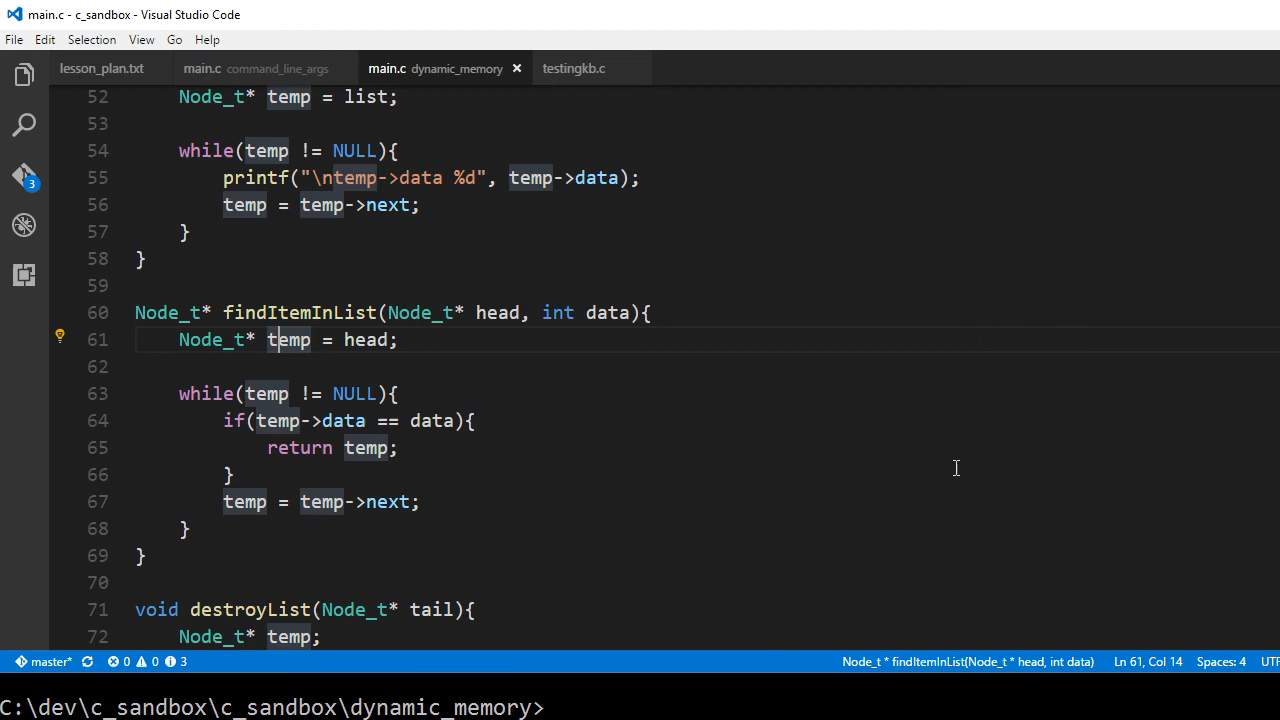 main.c - c_sandbox - Visual Studio Code
File Edit Selection View Go Help
lesson_plan.txt main.c command_line_args main.c dynamic_memory × testingkb.c
52 Node_t* temp = list;
53
54 while(temp != NULL){
55 printf("\ntemp->data %d", temp->data);
56 temp = temp->next;
57 }
58 }
59
60 Node_t* findItemInList(Node_t* head, int data){
61 Node_t* temp = head;
62
63 while(temp != NULL){
64 if(temp->data == data){
65 return temp;
66 }
67 temp = temp->next;
68 }
69 }
70
71 void destroyList(Node_t* tail){
72 Node_t* temp;
3
master* 0 0 3 Node_t * findItemInList(Node_t * head, int data) Ln 61, Col 14 Spaces: 4 UTF
C:\dev\c_sandbox\c_sandbox\dynamic_memory>